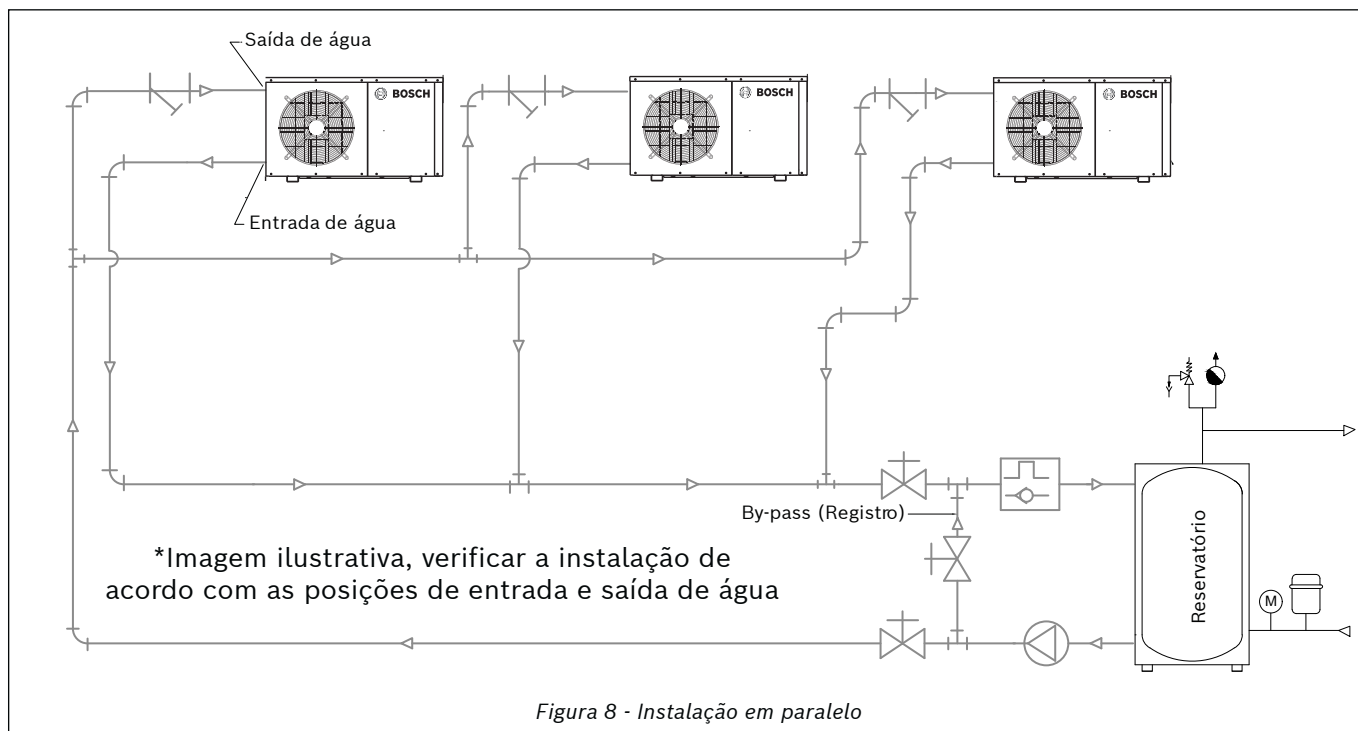 Saída de água
BOSCH
BOSCH
BOSCH
Entrada de água
By-pass (Registro)
*Imagem ilustrativa, verificar a instalação de
acordo com as posições de entrada e saída de água
Reservatório
M
Figura 8 - Instalação em paralelo